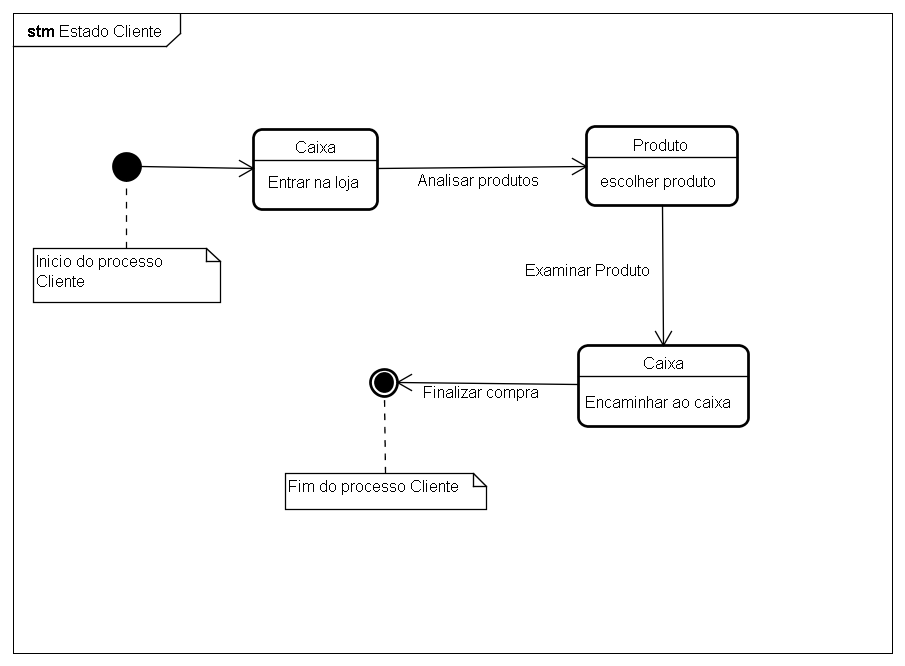 stm Estado Cliente
Caixa
Entrar na loja
Analisar produtos
Produto
escolher produto
Inicio do processo
Cliente
Examinar Produto
Caixa
Encaminhar ao caixa
Finalizar compra
Fim do processo Cliente